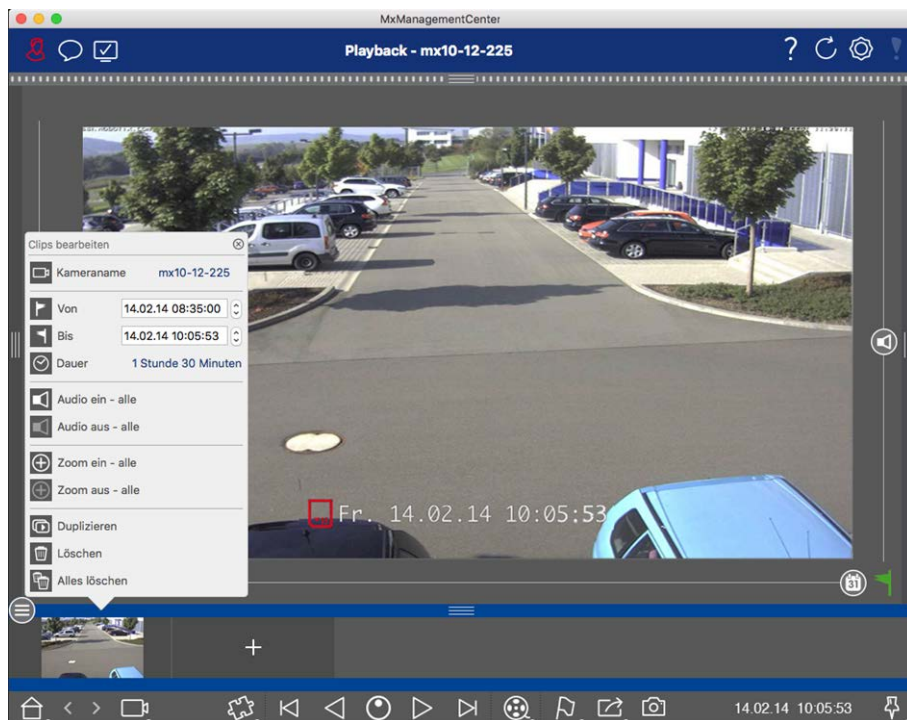 MxManagementCenter
Playback - mx10-12-225
?
Clips bearbeiten
Kameraname mx10-12-225
Von 14.02.14 08:35:00
Bis 14.02.14 10:05:53
Dauer 1 Stunde 30 Minuten
Audio ein - alle
Audio aus - alle
Zoom ein - alle
Zoom aus - alle
Duplizieren
Löschen
Alles löschen
Fr. 14.02.14 10:05:53
31
+
14.02.14 10:05:53